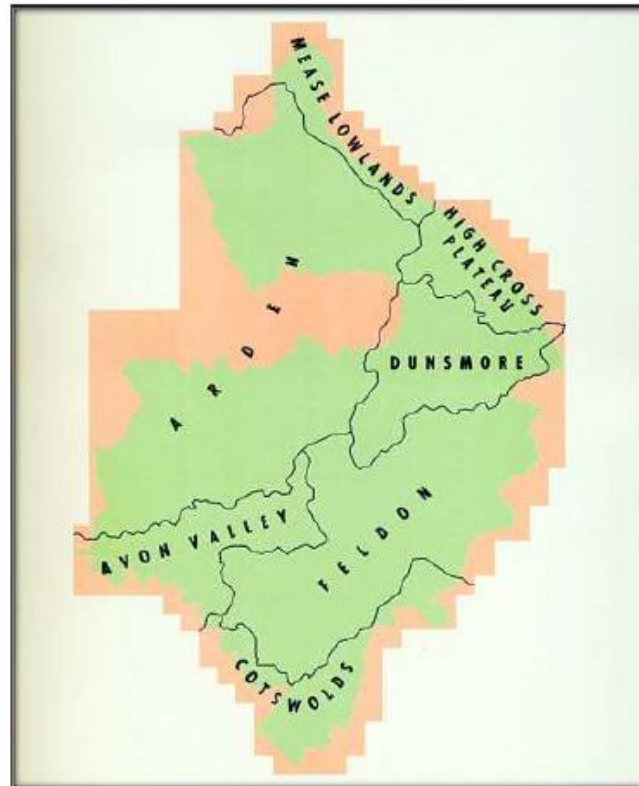 MEASE LOWLANDS
HIGH CROSS
PLATEAU
ARDEN
DUNSMORE
AVON VALLEY
FELDON
COTSWOLDS